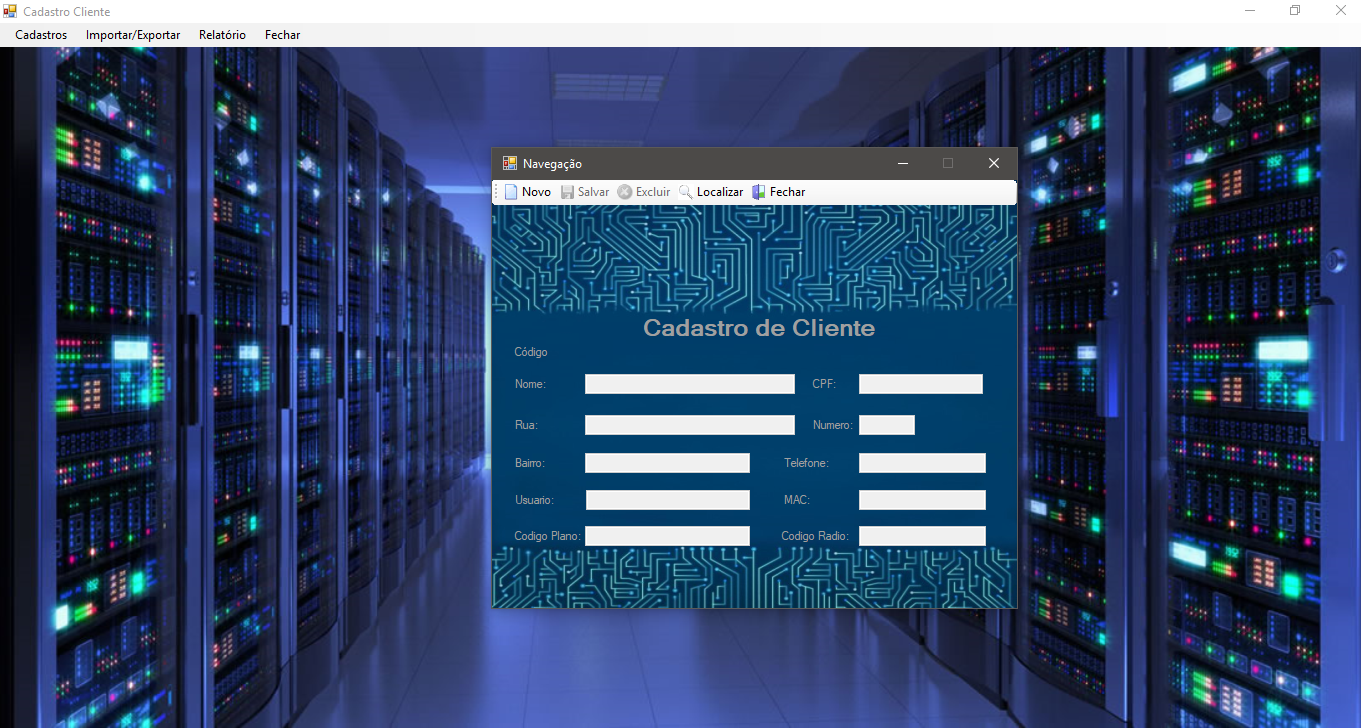 Cadastro Cliente
Cadastros Importar/Exportar Relatório Fechar
Navegação
Novo Salvar Excluir Localizar Fechar
Cadastro de Cliente
Código
Nome: CPF:
Rua: Numero:
Bairro: Telefone:
Usuario: MAC:
Codigo Plano: Codigo Radio: